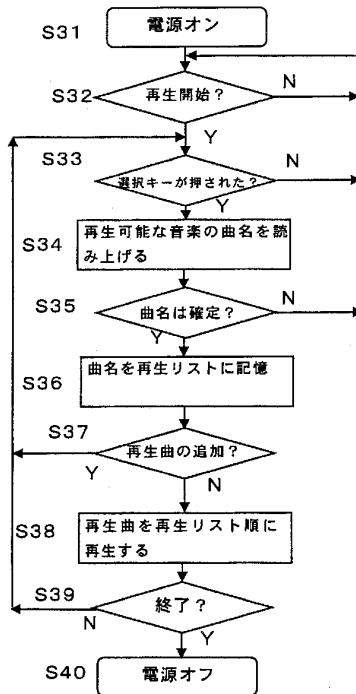 S31
電源オン
S32
再生開始?
N
Y
S33
選択キーが押された?
N
Y
S34
再生可能な音楽の曲名を読
み上げる
S35
曲名は確定?
N
Y
S36
曲名を再生リストに記憶
S37
再生曲の追加?
Y
N
S38
再生曲を再生リスト順に
再生する
S39
終了?
N
Y
S40
電源オフ